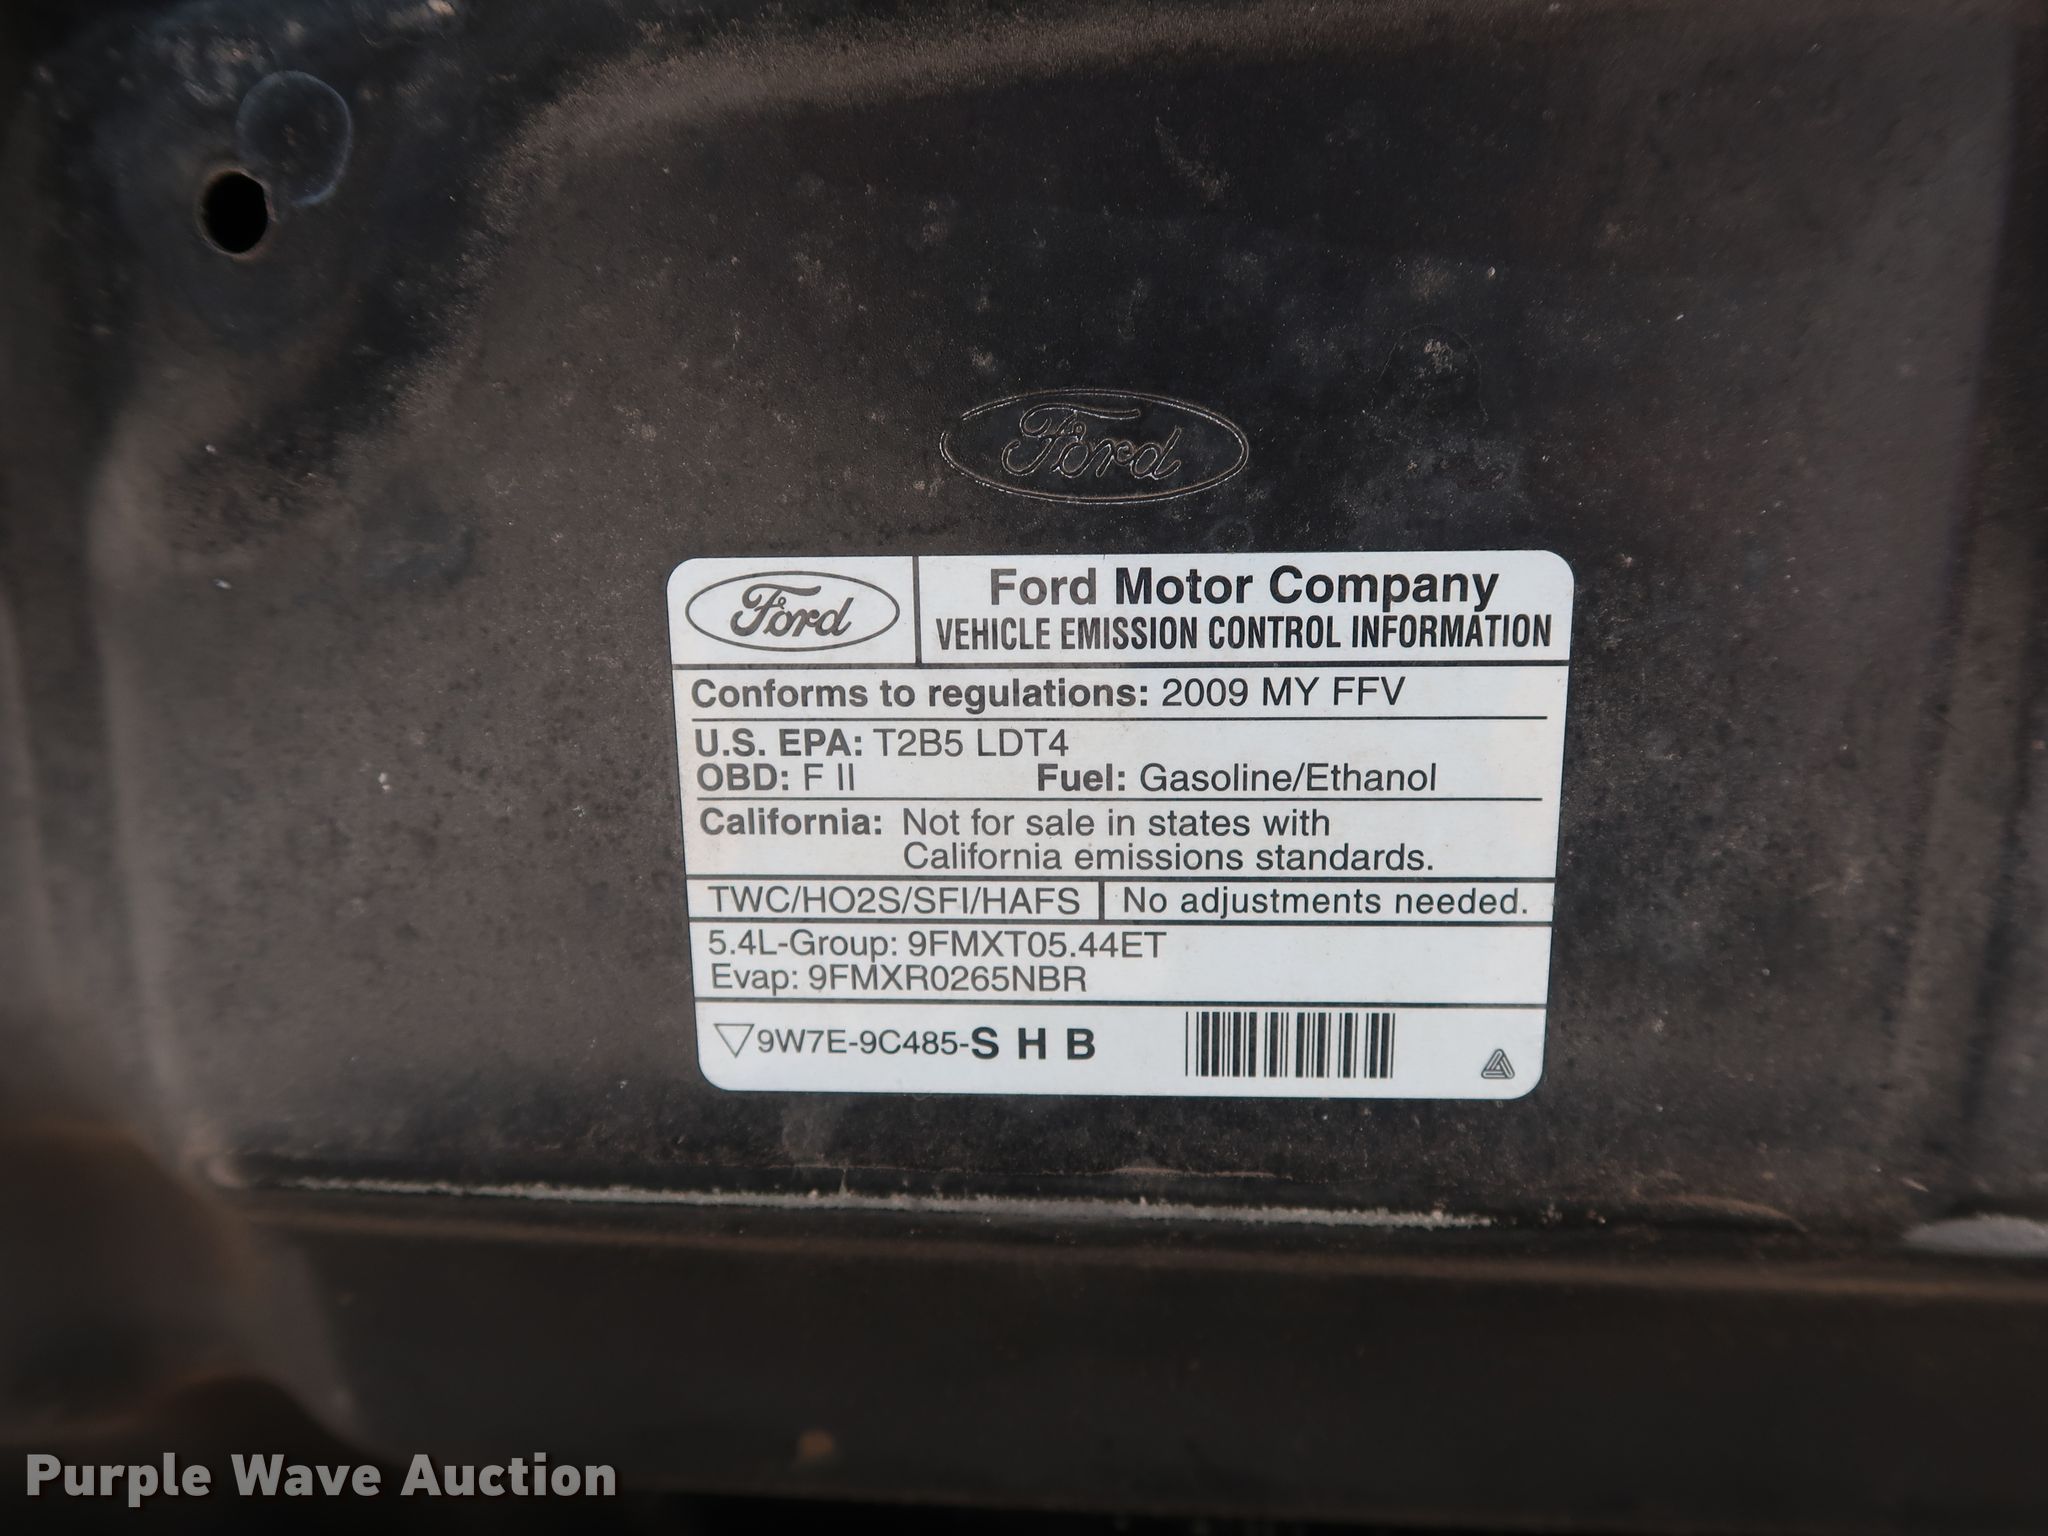 Ford
Ford
Ford Motor Company
VEHICLE EMISSION CONTROL INFORMATION
Conforms to regulations: 2009 MY FFV
U.S. EPA: T2B5 LDT4
OBD: F II Fuel: Gasoline/Ethanol
California: Not for sale in states with
California emissions standards.
TWC/HO2S/SFI/HAFS No adjustments needed.
5.4L-Group: 9FMXT05.44ET
Evap: 9FMXR0265NBR
9W7E-9C485-S H B
Purple Wave Auction